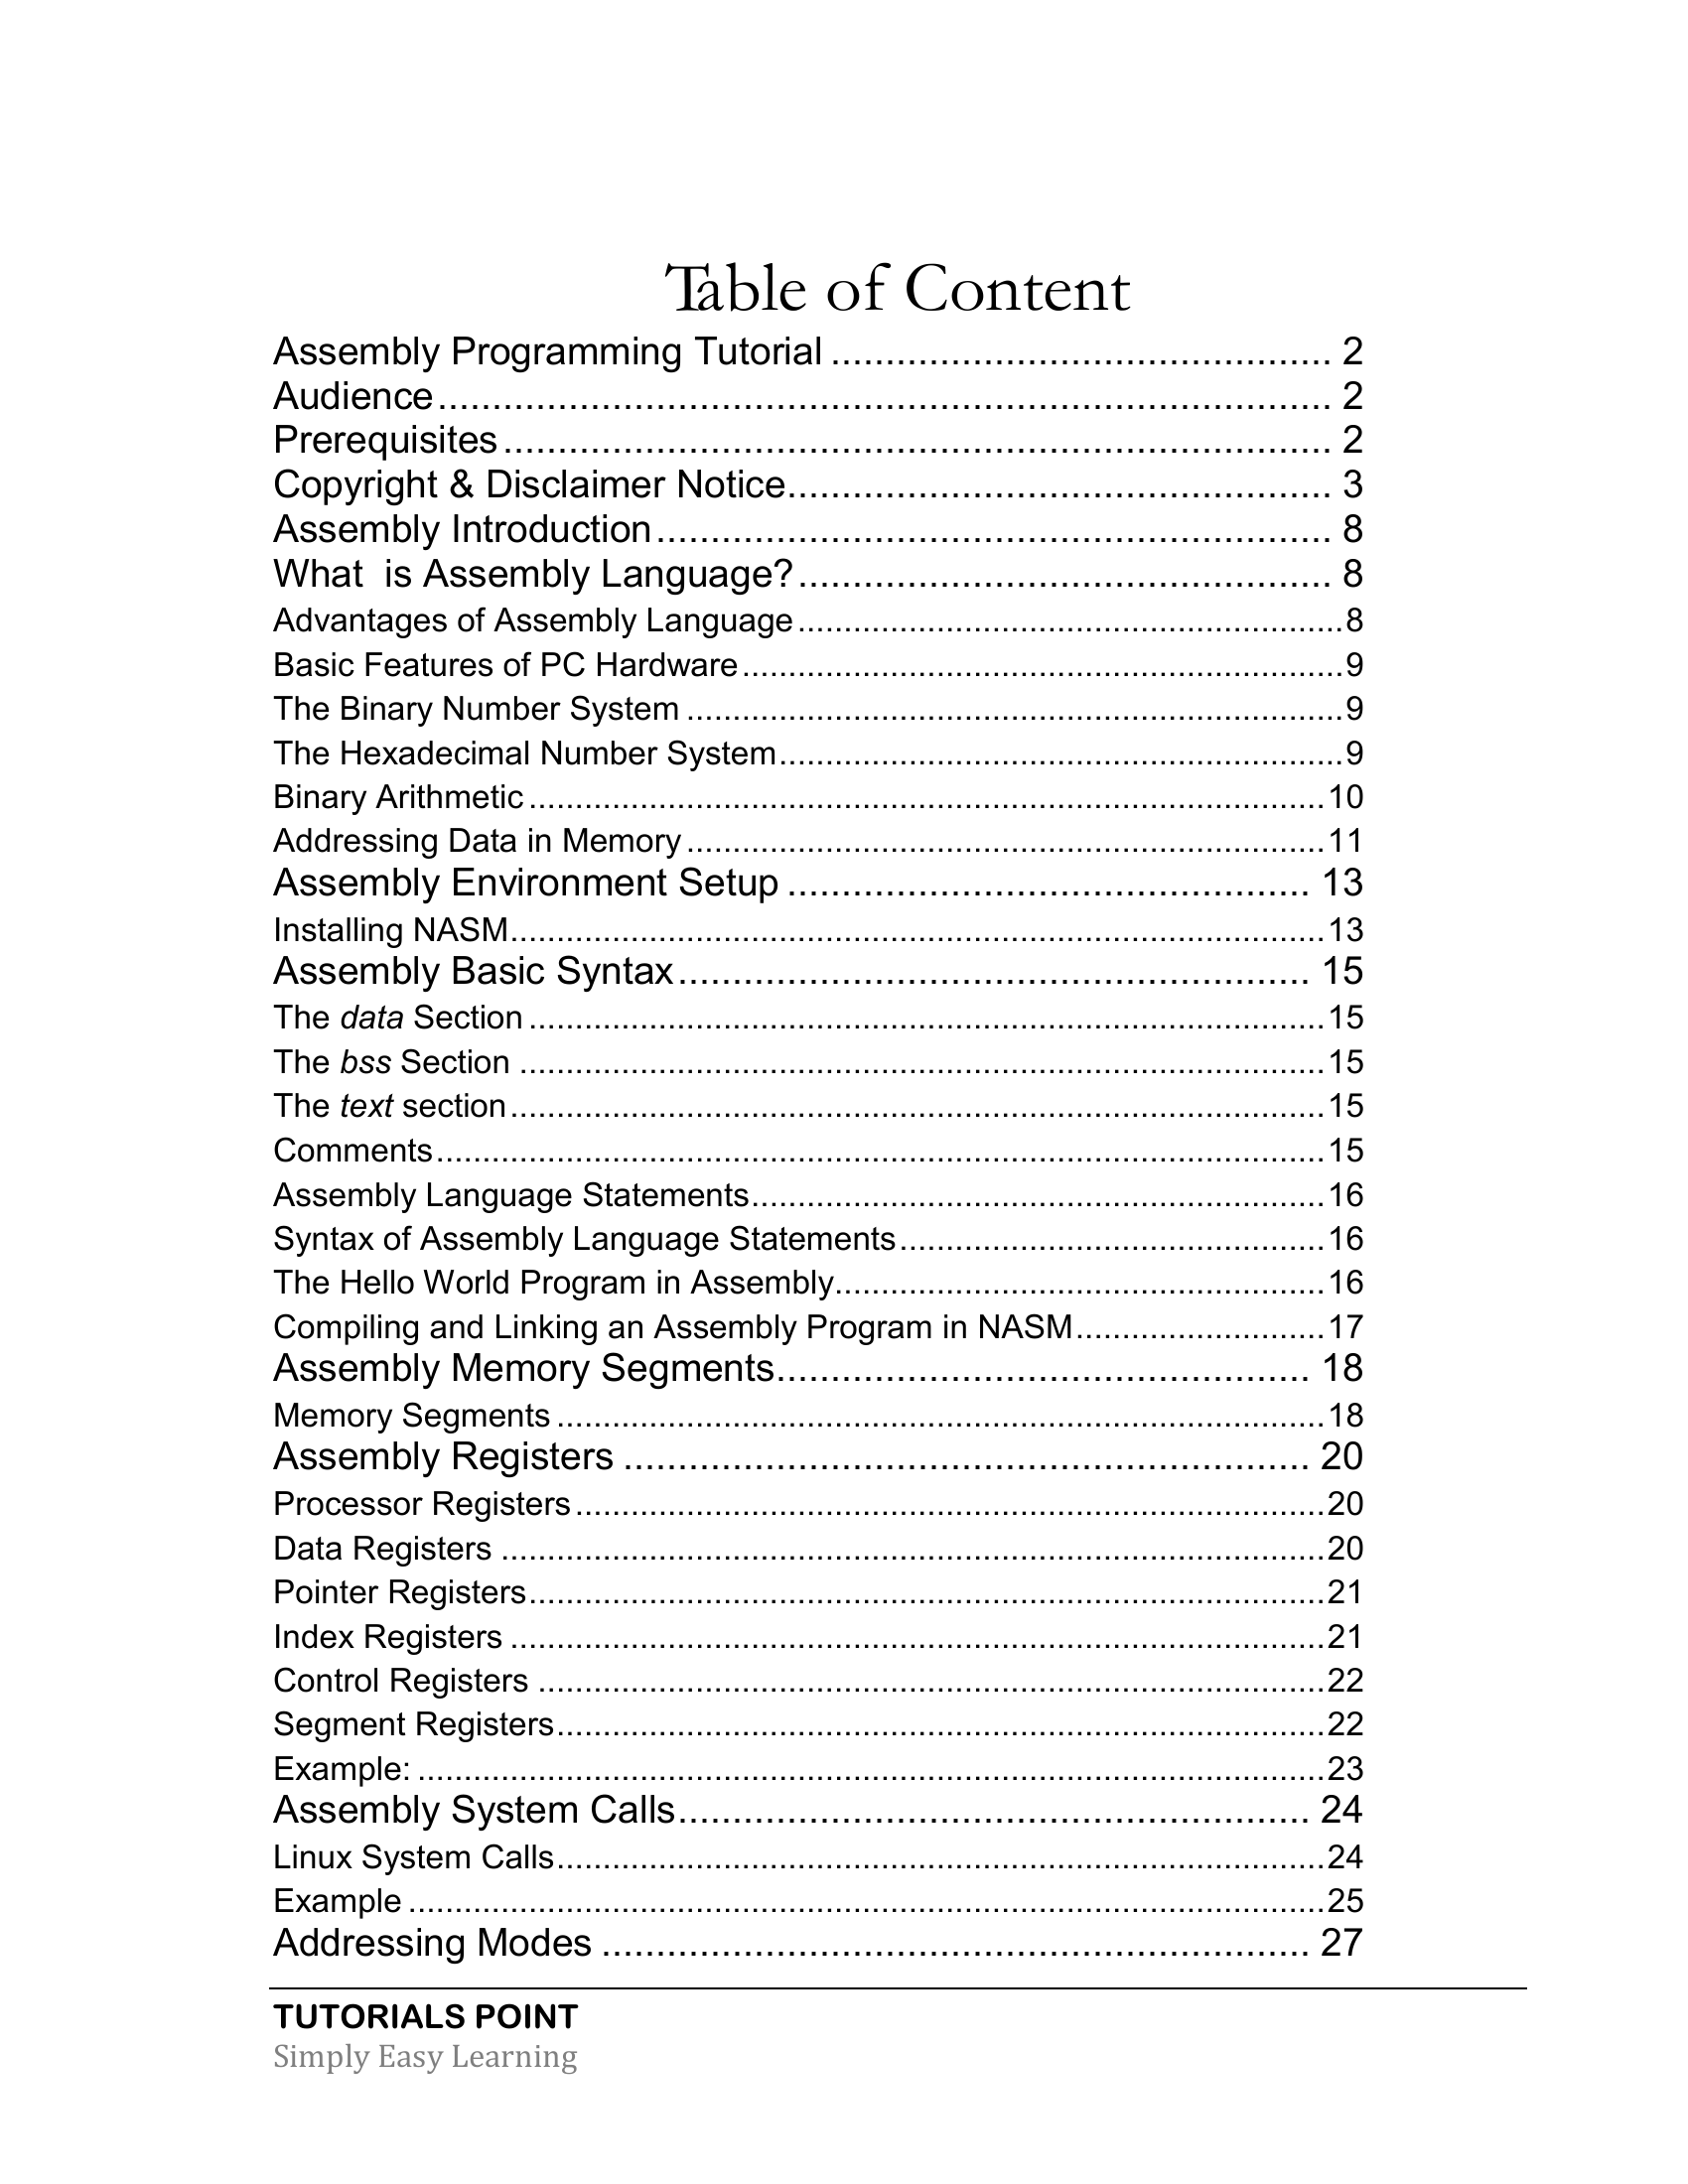 Table of Content
Assembly Programming Tutorial .............................................. 2
Audience.................................................................................. 2
Prerequisites............................................................................ 2
Copyright & Disclaimer Notice.................................................. 3
Assembly Introduction.............................................................. 8
What  is Assembly Language?................................................. 8
Advantages of Assembly Language...........................................................8
Basic Features of PC Hardware.................................................................9
The Binary Number System .......................................................................9
The Hexadecimal Number System.............................................................9
Binary Arithmetic......................................................................................10
Addressing Data in Memory.....................................................................11
Assembly Environment Setup ................................................ 13
Installing NASM........................................................................................13
Assembly Basic Syntax.......................................................... 15
The data Section......................................................................................15
The bss Section .......................................................................................15
The text section........................................................................................15
Comments................................................................................................15
Assembly Language Statements..............................................................16
Syntax of Assembly Language Statements..............................................16
The Hello World Program in Assembly.....................................................16
Compiling and Linking an Assembly Program in NASM...........................17
Assembly Memory Segments................................................. 18
Memory Segments...................................................................................18
Assembly Registers ............................................................... 20
Processor Registers.................................................................................20
Data Registers .........................................................................................20
Pointer Registers......................................................................................21
Index Registers ........................................................................................21
Control Registers .....................................................................................22
Segment Registers...................................................................................22
Example: ..................................................................................................23
Assembly System Calls.......................................................... 24
Linux System Calls...................................................................................24
Example ...................................................................................................25
Addressing Modes ................................................................. 27
TUTORIALS POINT
Simply Easy Learning